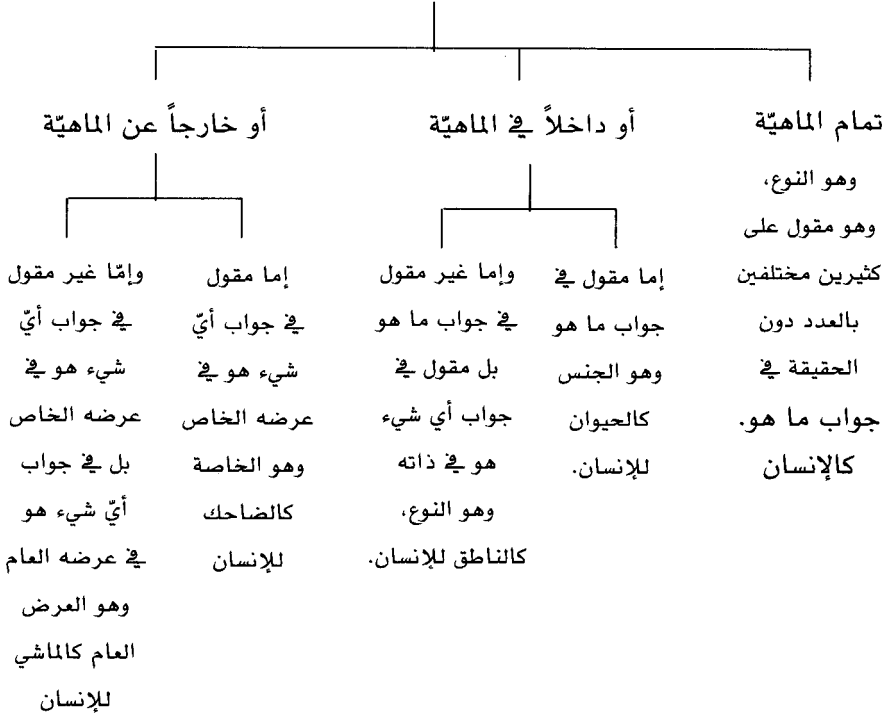 تمام الماهيّة
وهو النوع،
وهو مقول على
كثيرين مختلفين
بالعدد دون
الحقيقة في
جواب ما هو.
كالإنسان
أو داخلاً في الماهيّة
إما مقول في
جواب ما هو
وهو الجنس
كالحيوان
للإنسان.
وإما غير مقول
في جواب ما هو
بل مقول في
جواب أي شيء
هو في ذاته
وهو النوع،
كالناطق للإنسان.
أو خارجاً عن الماهيّة
إما مقول
في جواب أيّ
شيء هو في
عرضه الخاص
وهو الخاصة
كالضاحك
للإنسان
وإمّا غير مقول
في جواب أيّ
شيء هو في
عرضه الخاص
بل في جواب
أيّ شيء هو
في عرضه العام
وهو العرض
العام كالماشي
للإنسان